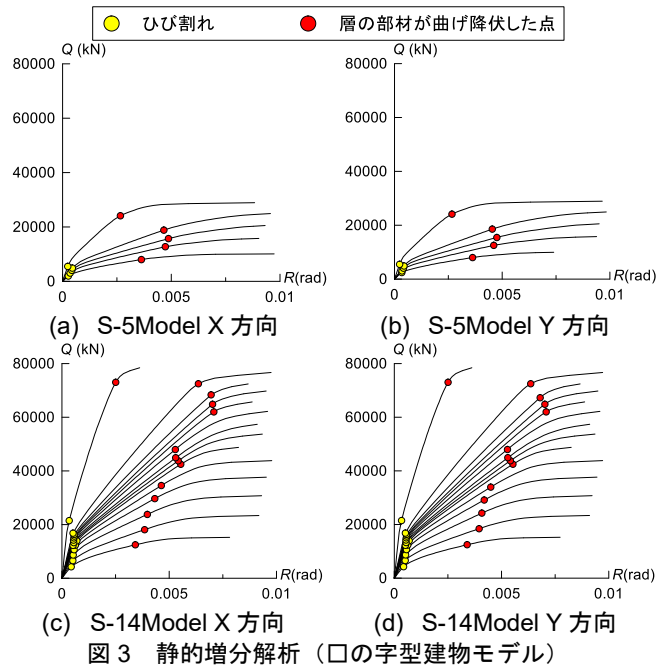 ひび割れ 層の部材が曲げ降伏した点
Q (kN) Q (kN)
80000 80000
60000 60000
40000 40000
20000 20000
R(rad) R(rad)
0 0
0 0.005 0.01 0 0.005 0.01
(a) S-5Model X 方向 (b) S-5Model Y 方向
Q (kN) Q (kN)
80000 80000
60000 60000
40000 40000
20000 20000
R(rad) R(rad)
0 0
0 0.005 0.01 0 0.005 0.01
(c) S-14Model X 方向 (d) S-14Model Y 方向
図 3 静的増分解析（ロの字型建物モデル）